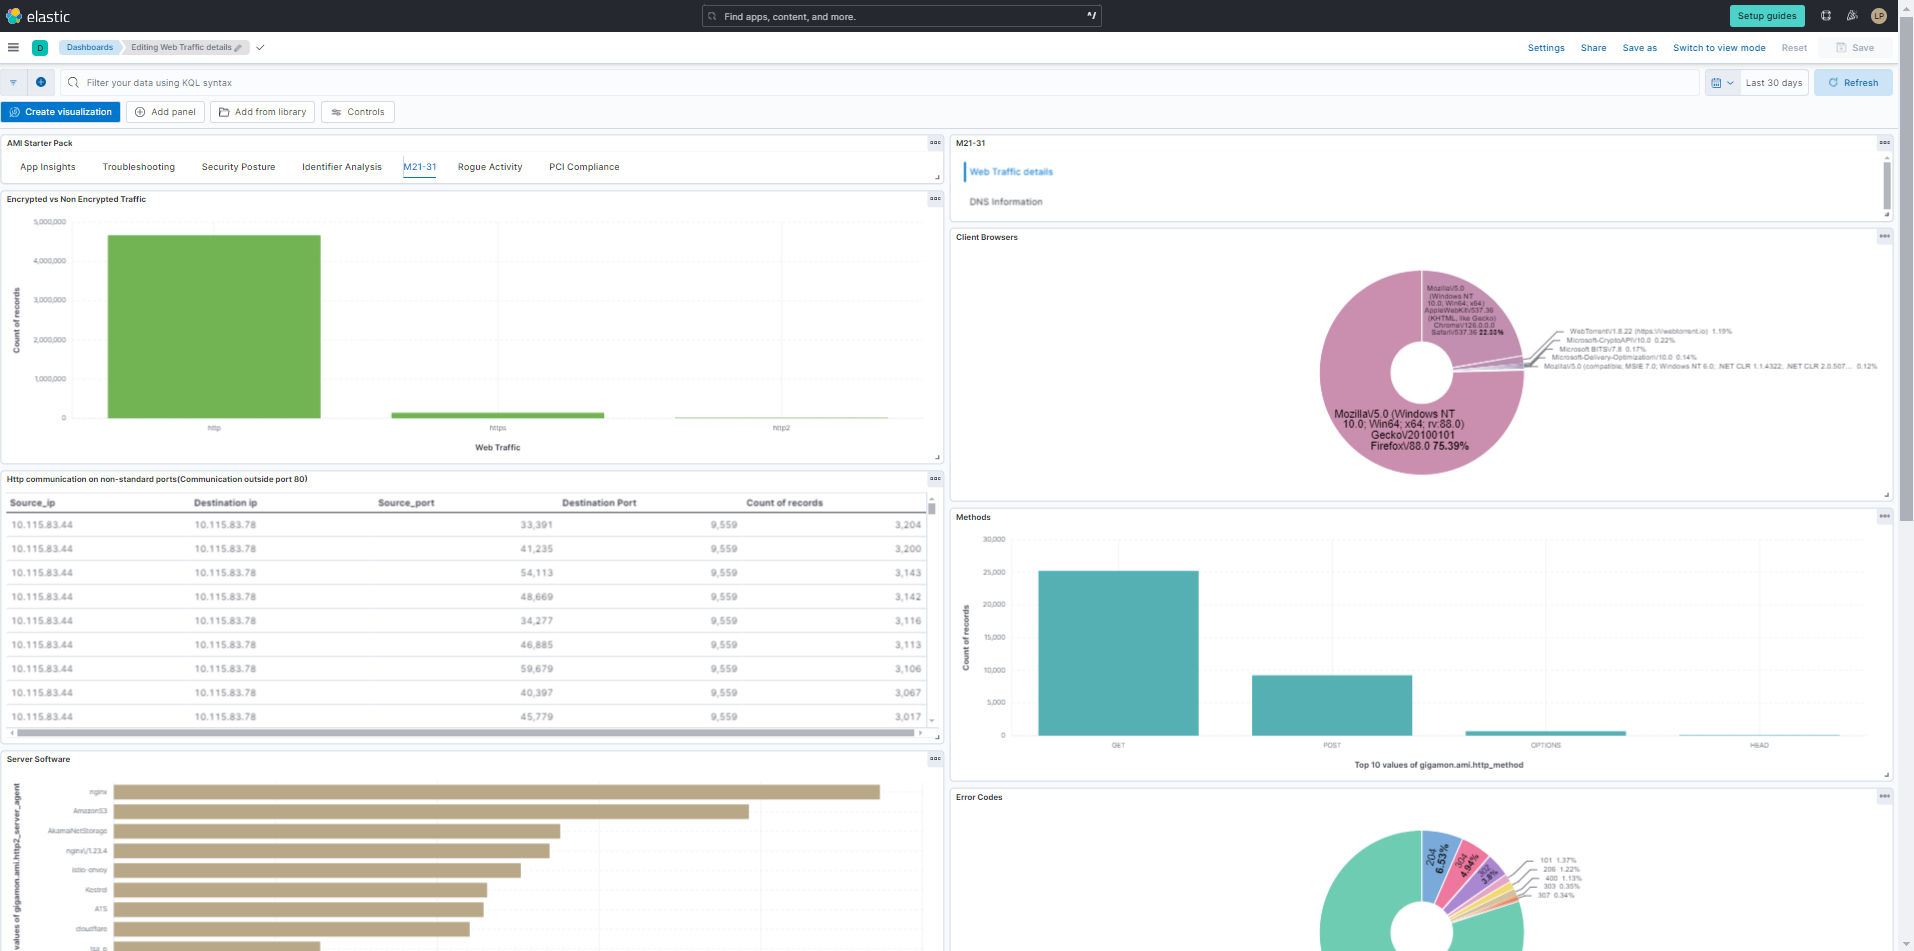 elastic
Find apps, content, and more.
^/
Setup guides
LP
D
Dashboards
Editing Web Traffic details
Settings
Share
Save as
Switch to view mode
Reset
Save
Filter your data using KQL syntax
Last 30 days
Refresh
Create visualization
Add panel
Add from library
Controls
AMI Starter Pack
App Insights
Troubleshooting
Security Posture
Identifier Analysis
M21-31
Rogue Activity
PCI Compliance
M21-31
Web Traffic details
DNS Information
Encrypted vs Non Encrypted Traffic
5,000,000
4,000,000
3,000,000
2,000,000
1,000,000
0
Count of records
http
https
http2
Web Traffic
Client Browsers
Mozilla\/5.0
(Windows NT
10.0; Win64; x64)
AppleWebKit\/537.36
(KHTML, like Gecko)
Chrome\/126.0.0.0
Safari\/537.36 22.33%
WebTorrent\/1.8.22 (https:\/\/webtorrent.io) 1.19%
Microsoft-CryptoAPI\/10.0 0.22%
Microsoft BITS\/7.8 0.17%
Microsoft-Delivery-Optimization\/10.0 0.14%
Mozilla\/5.0 (compatible; MSIE 7.0; Windows NT 6.0; .NET CLR 1.1.4322; .NET CLR 2.0.507... 0.12%
Mozilla\/5.0 (Windows NT
10.0; Win64; x64; rv:88.0)
Gecko\/20100101
Firefox\/88.0 75.39%
Http communication on non-standard ports(Communication outside port 80)
Source_ip Destination ip Source_port Destination Port Count of records
10.115.83.44 10.115.83.78 33,391 9,559 3,204
10.115.83.44 10.115.83.78 41,235 9,559 3,200
10.115.83.44 10.115.83.78 54,113 9,559 3,143
10.115.83.44 10.115.83.78 48,669 9,559 3,142
10.115.83.44 10.115.83.78 34,277 9,559 3,116
10.115.83.44 10.115.83.78 46,885 9,559 3,113
10.115.83.44 10.115.83.78 59,679 9,559 3,106
10.115.83.44 10.115.83.78 40,397 9,559 3,067
10.115.83.44 10.115.83.78 45,779 9,559 3,017
Methods
30,000
25,000
20,000
15,000
10,000
5,000
0
Count of records
GET
POST
OPTIONS
HEAD
Top 10 values of gigamon.ami.http_method
Server Software
values of gigamon.ami.http2_server_agent
nginx
AmazonS3
AkamaiNetStorage
nginx\/1.23.4
istio-envoy
Kestrel
ATS
cloudflare
tsa_o
Error Codes
204
6.53%
304
4.94%
302
3.8%
101 1.37%
206 1.22%
400 1.13%
303 0.35%
307 0.34%